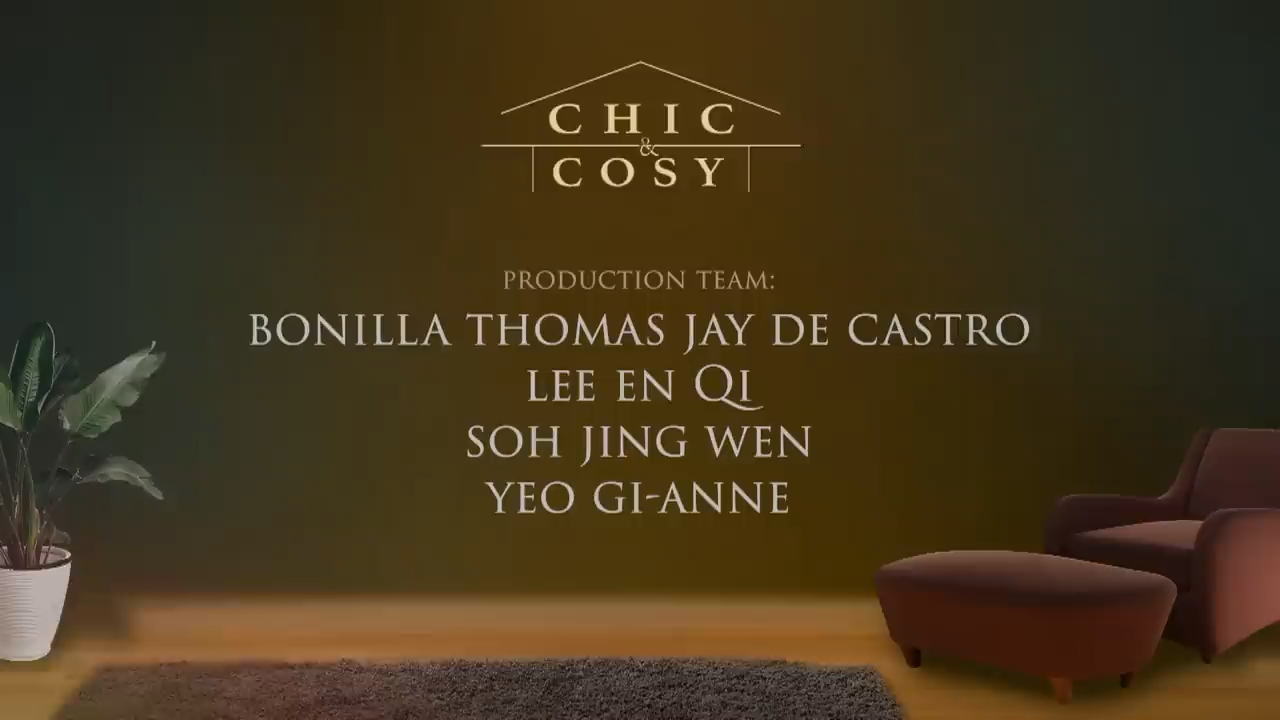 CHIC
&
COSY
PRODUCTION TEAM:
BONILLA THOMAS JAY DE CASTRO
LEE EN QI
SOH JING WEN
YEO GI-ANNE